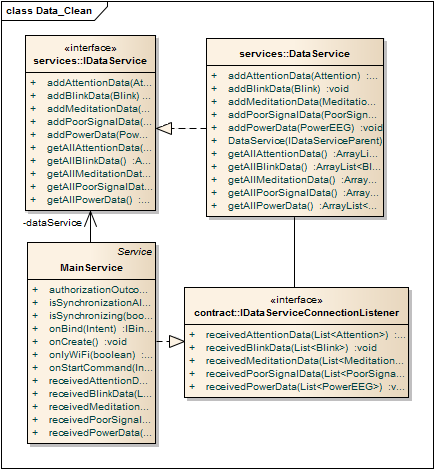 class Data_Clean
«interface»
services::IDataService
+ addAttentionData(At...
+ addBlinkData(Blink) ...
+ addMeditationData(...
+ addPoorSignalData(...
+ addPowerData(Pow...
+ getAllAttentionData(...
+ getAllBlinkData() :A...
+ getAllMeditationDat...
+ getAllPoorSignalDat...
+ getAllPowerData() :...
services::DataService
+ addAttentionData(Attention) :...
+ addBlinkData(Blink) :void
+ addMeditationData(Meditatio...
+ addPoorSignalData(PoorSign...
+ addPowerData(PowerEEG) :void
+ DataService(IDataServiceParent)
+ getAllAttentionData() :ArrayLi...
+ getAllBlinkData() :ArrayList<Bl...
+ getAllMeditationData() :Array...
+ getAllPoorSignalData() :Array...
+ getAllPowerData() :ArrayList<...
-dataService
Service
MainService
+ authorizationOutco...
+ isSynchronizationAl...
+ isSynchronizing(boo...
+ onBind(Intent) :IBin...
+ onCreate() :void
+ onlyWiFi(boolean) :...
+ onStartCommand(In...
+ receivedAttentionD...
+ receivedBlinkData(L...
+ receivedMeditation...
+ receivedPoorSignal...
+ receivedPowerData(...
«interface»
contract::IDataServiceConnectionListener
+ receivedAttentionData(List<Attention>) :...
+ receivedBlinkData(List<Blink>) :void
+ receivedMeditationData(List<Meditation...
+ receivedPoorSignalData(List<PoorSigna...
+ receivedPowerData(List<PowerEEG>) :v...